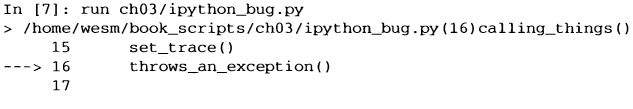 In [7]: run ch03/ipython_bug.py
> /home/wesm/book_scripts/ch03/ipython_bug.py(16)calling_things()
     15     set_trace()
---> 16     throws_an_exception()
     17